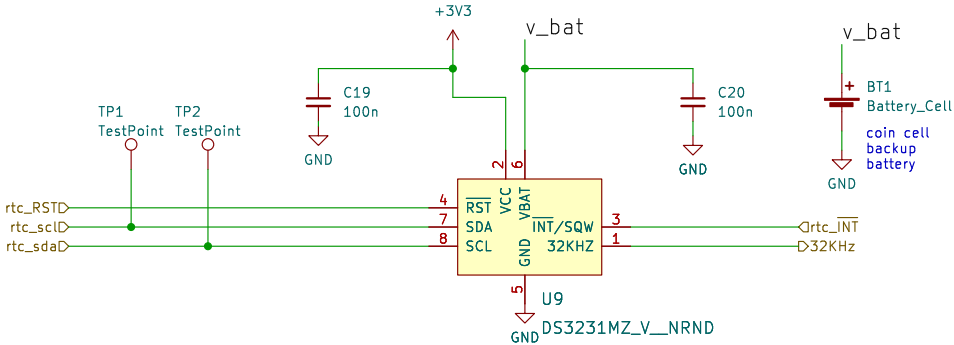 +3V3
v_bat
v_bat
C19
100n
C20
100n
BT1
Battery_Cell
coin cell
backup
battery
TP1
TestPoint
TP2
TestPoint
GND
GND
GND
2
6
VCC
VBAT
rtc_RST
4
RST
rtc_scl
7
SDA
INT/SQW
3
rtc_INT
rtc_sda
8
SCL
32KHZ
1
32KHz
GND
5
U9
GND
DS3231MZ_V__NRND